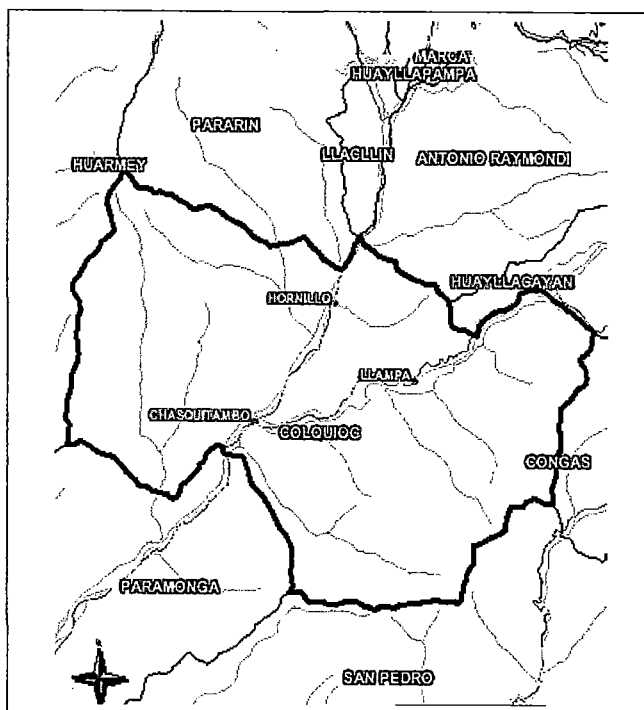 MARCA
HUAYLLAPAMPA
PARARIN
LLACLLIN
ANTONIO RAYMONDI
HUARMEY
HUAYLLACAYAN
HORNILLO
LLAMPA
CHASQUITAMBO
COLQUIOC
CONGAS
PARAMONGA
SAN PEDRO